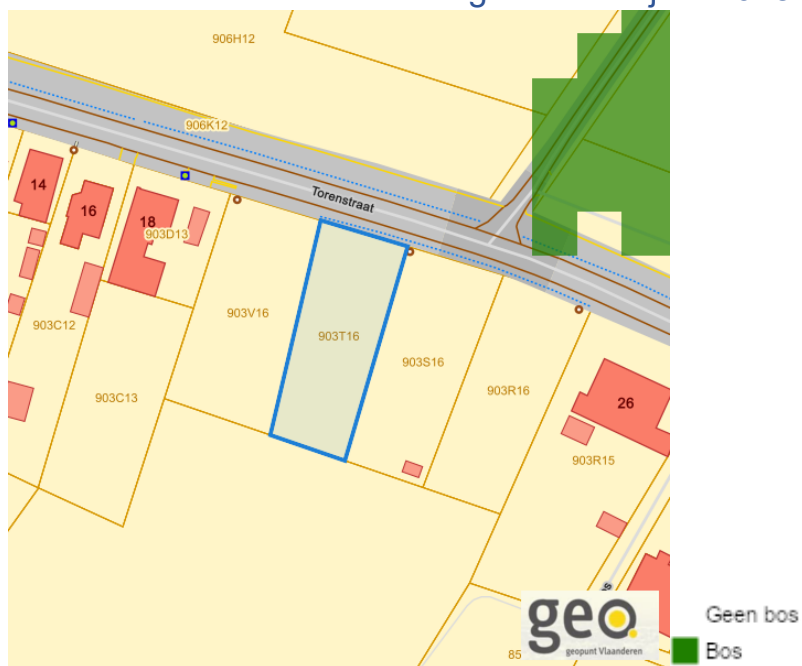 906H12
906K12
Torenstraat
14
16
18
903D13
903V16
903T16
903C12
903S16
903R16
903C13
26
903R15
geo.
geopunt Vlaanderen
85
Geen bos
Bos